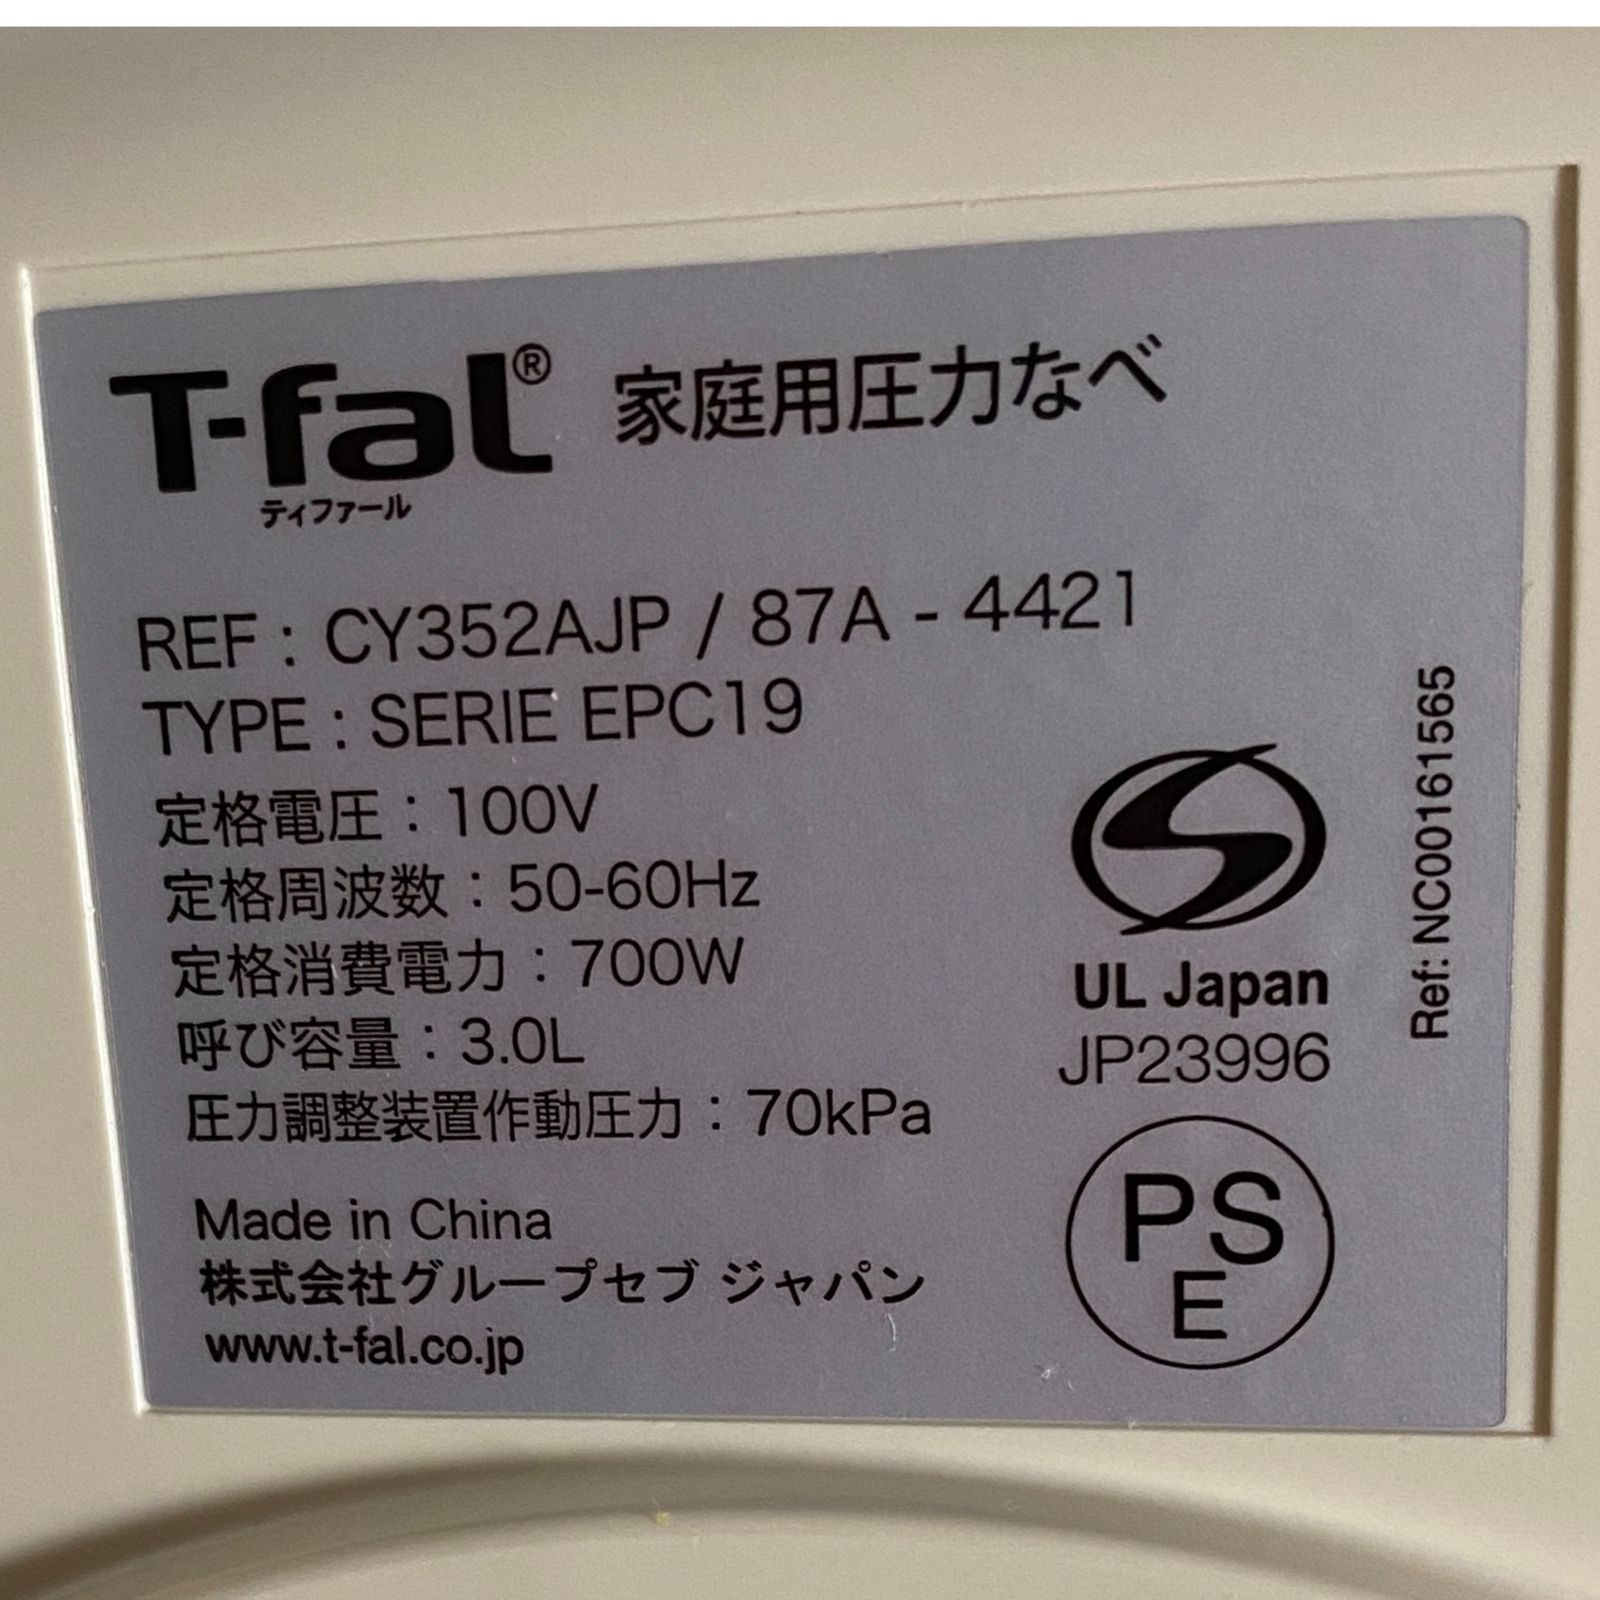 T-fal® 家庭用圧力なべ
ティファール
REF : CY352AJP / 87A - 4421
TYPE : SERIE EPC19
定格電圧：100V
定格周波数：50-60Hz
定格消費電力：700W
呼び容量：3.0L
圧力調整装置作動圧力：70kPa
Made in China
株式会社グループセブ ジャパン
www.t-fal.co.jp
S
UL Japan
JP23996
PS
E
Ref: NC00161565